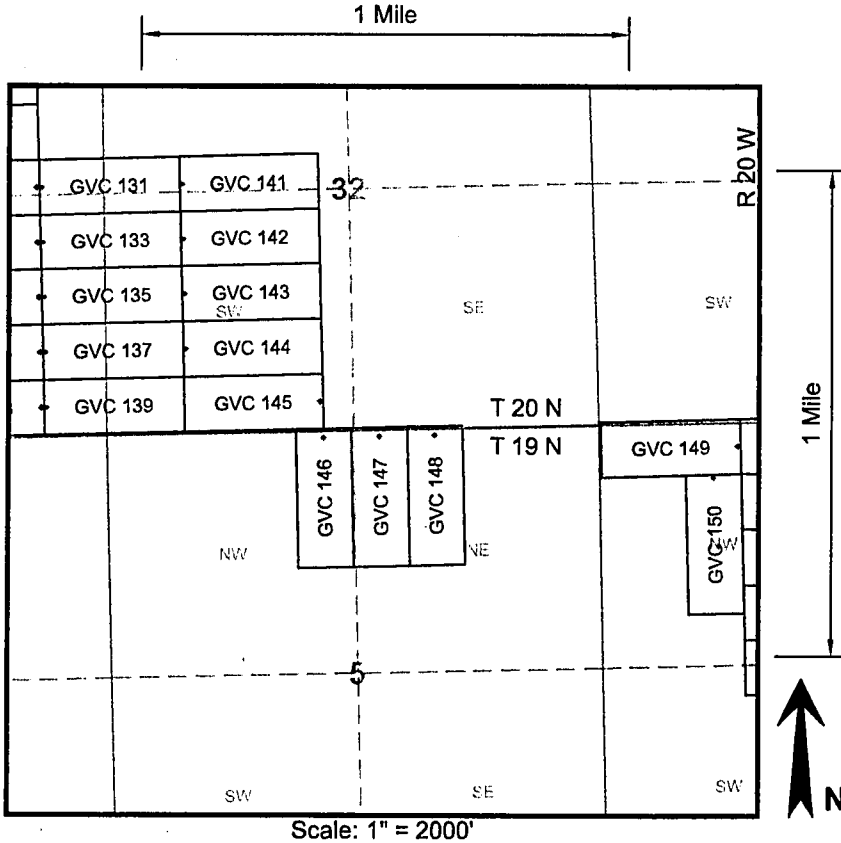 1 Mile
R 20 W
GVC 131 GVC 141 32
GVC 133 GVC 142
GVC 135 GVC 143
SW SE SW
GVC 137 GVC 144
1 Mile
GVC 139 GVC 145
T 20 N
T 19 N
GVC 146
GVC 147
GVC 148
GVC 149
GVC 150
NW NE NW
5
SW SE SW
N
Scale: 1" = 2000'